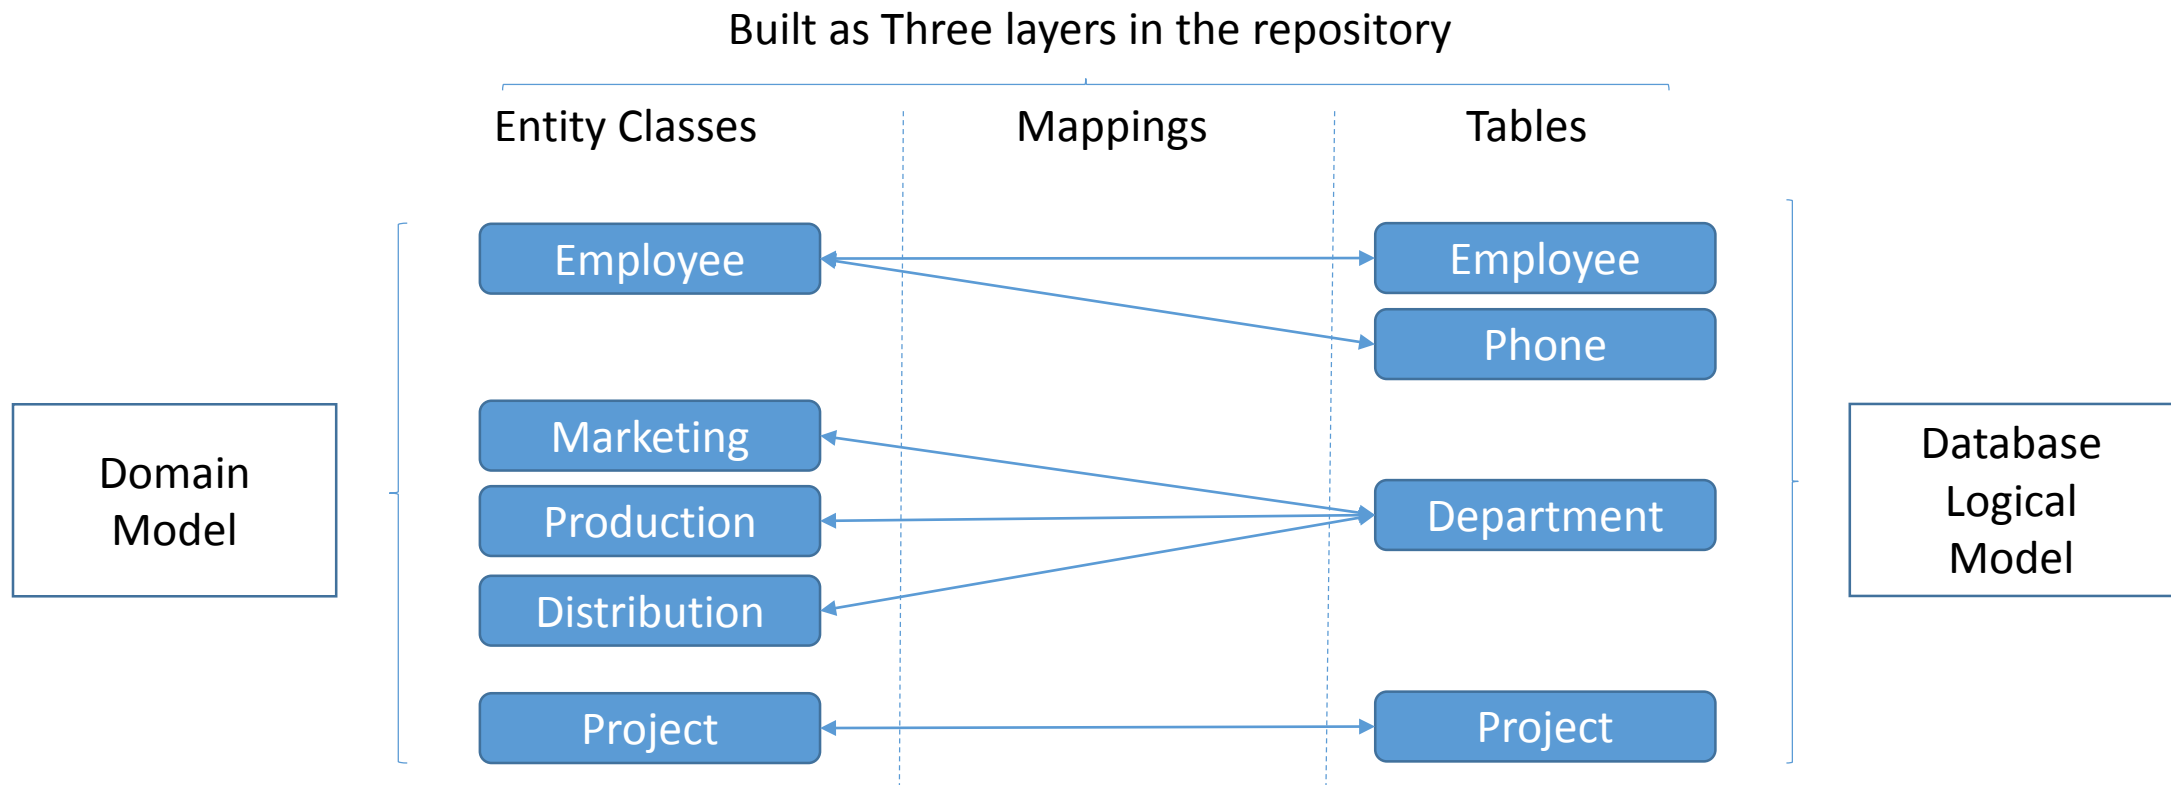 Built as Three layers in the repository
Entity Classes
Mappings
Tables
Employee
Employee
Phone
Marketing
Production
Department
Distribution
Project
Project
Domain
Model
Database
Logical
Model